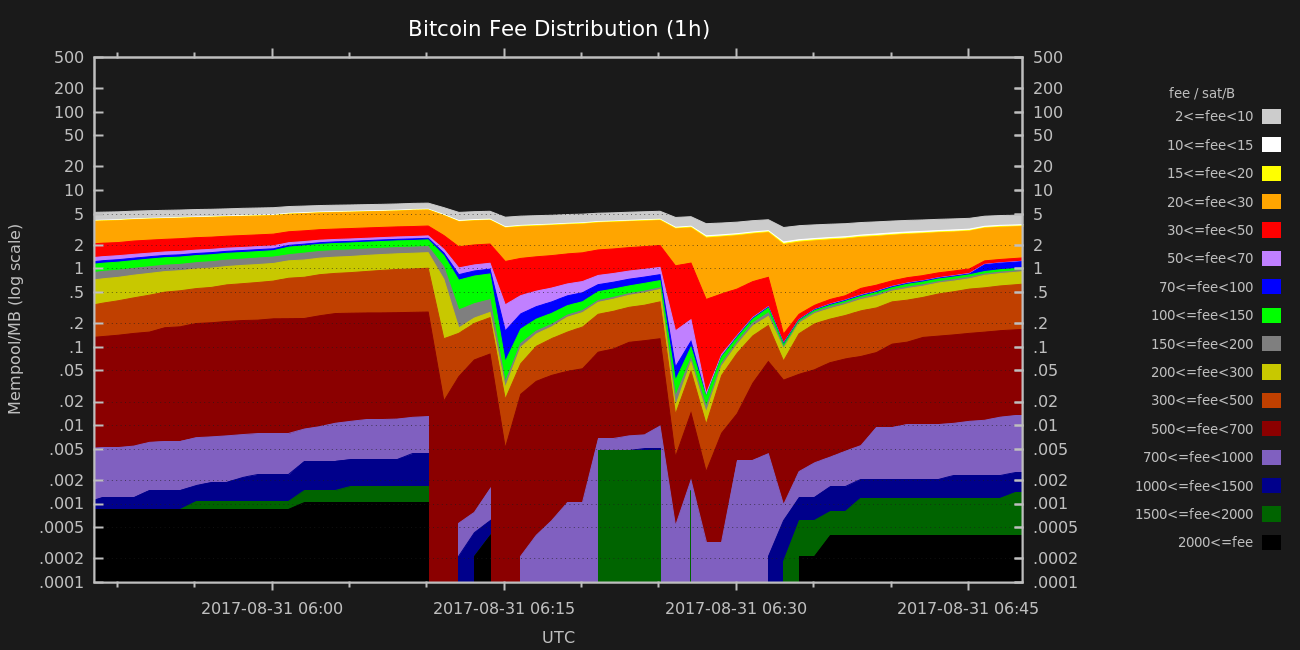 Bitcoin Fee Distribution (1h)
500 500
200 200
100 100
50 50
20 20
10 10
5 5
2 2
1 1
.5 .5
.2 .2
.1 .1
.05 .05
.02 .02
.01 .01
.005 .005
.002 .002
.001 .001
.0005 .0005
.0002 .0002
.0001 .0001
Mempool/MB (log scale)
2017-08-31 06:00 2017-08-31 06:15 2017-08-31 06:30 2017-08-31 06:45
UTC
fee / sat/B
2<=fee<10
10<=fee<15
15<=fee<20
20<=fee<30
30<=fee<50
50<=fee<70
70<=fee<100
100<=fee<150
150<=fee<200
200<=fee<300
300<=fee<500
500<=fee<700
700<=fee<1000
1000<=fee<1500
1500<=fee<2000
2000<=fee